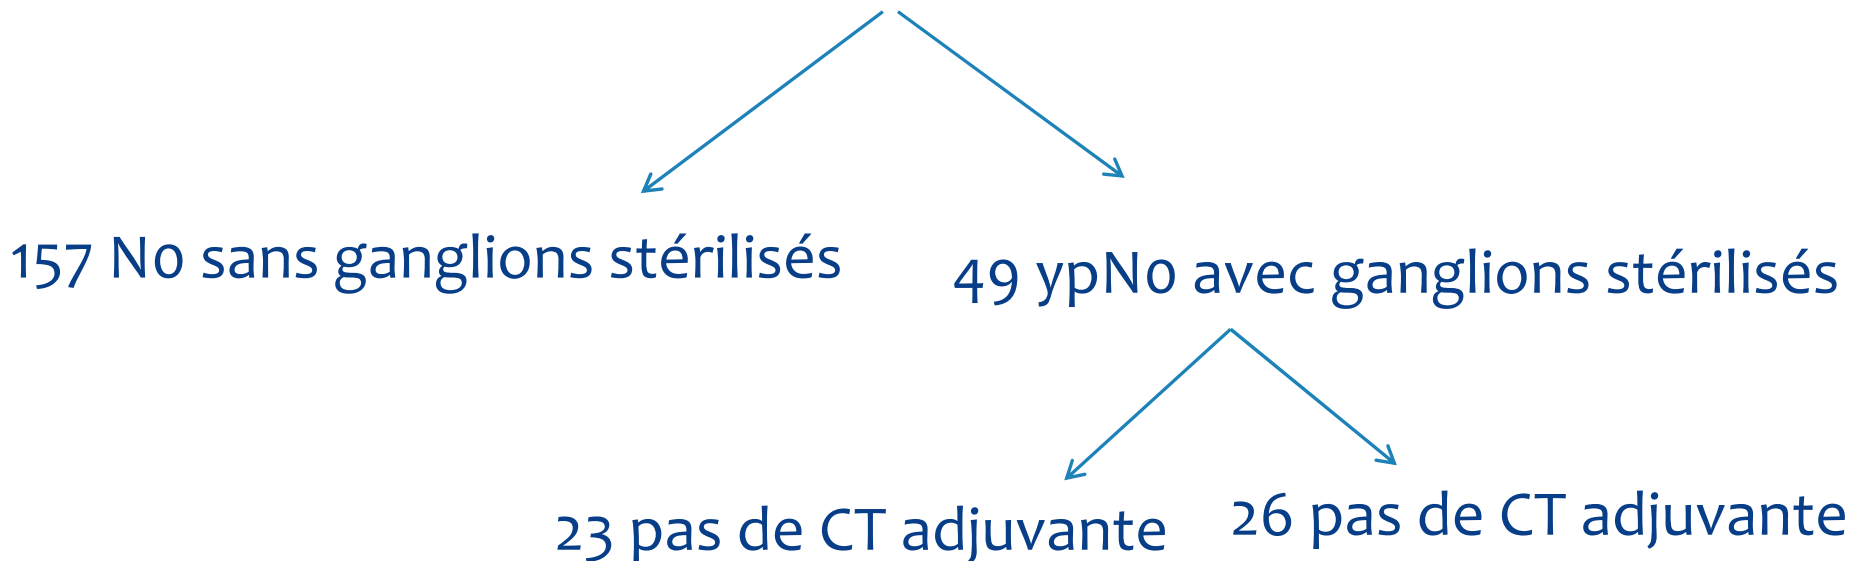 157 N0 sans ganglions stérilisés
49 ypN0 avec ganglions stérilisés
23 pas de CT adjuvante
26 pas de CT adjuvante